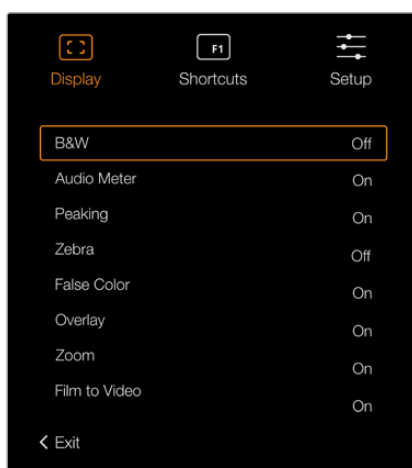 F1
Display Shortcuts Setup
B&W Off
Audio Meter On
Peaking On
Zebra Off
False Color On
Overlay On
Zoom On
Film to Video On
Exit